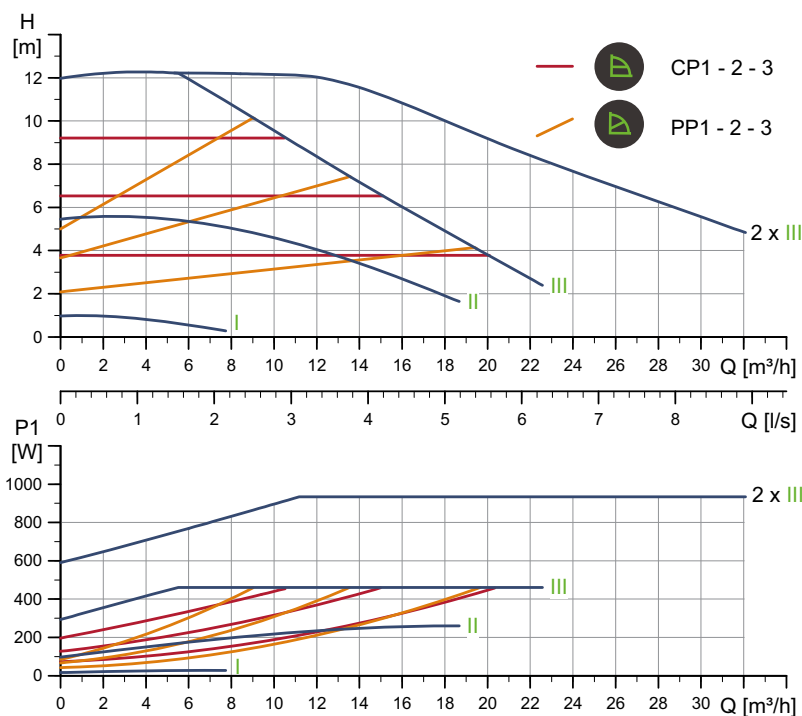 H
[m]
12
10
8
6
4
2
0
CP1 - 2 - 3
PP1 - 2 - 3
2 x III
III
II
I
0 2 4 6 8 10 12 14 16 18 20 22 24 26 28 30 Q [m³/h]
0 1 2 3 4 5 6 7 8 Q [l/s]
P1
[W]
1000
800
600
400
200
0
2 x III
III
II
I
0 2 4 6 8 10 12 14 16 18 20 22 24 26 28 30 Q [m³/h]